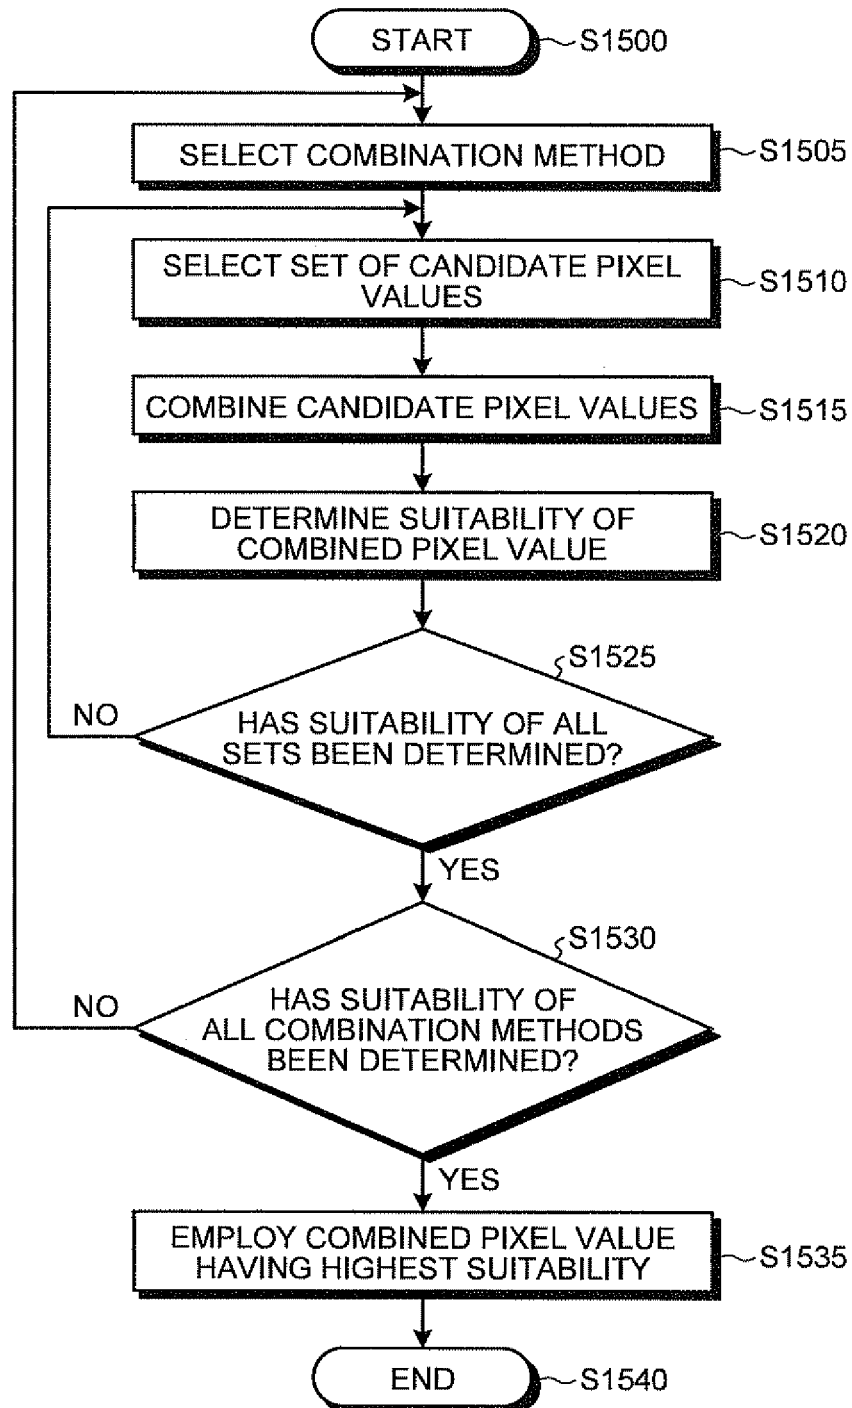 START
S1500
SELECT COMBINATION METHOD
S1505
SELECT SET OF CANDIDATE PIXEL
VALUES
S1510
COMBINE CANDIDATE PIXEL VALUES
S1515
DETERMINE SUITABILITY OF
COMBINED PIXEL VALUE
S1520
S1525
NO
HAS SUITABILITY OF ALL
SETS BEEN DETERMINED?
YES
S1530
NO
HAS SUITABILITY OF
ALL COMBINATION METHODS
BEEN DETERMINED?
YES
EMPLOY COMBINED PIXEL VALUE
HAVING HIGHEST SUITABILITY
S1535
END
S1540